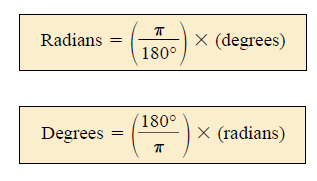 Radians = (π / 180°) × (degrees)
Degrees = (180° / π) × (radians)